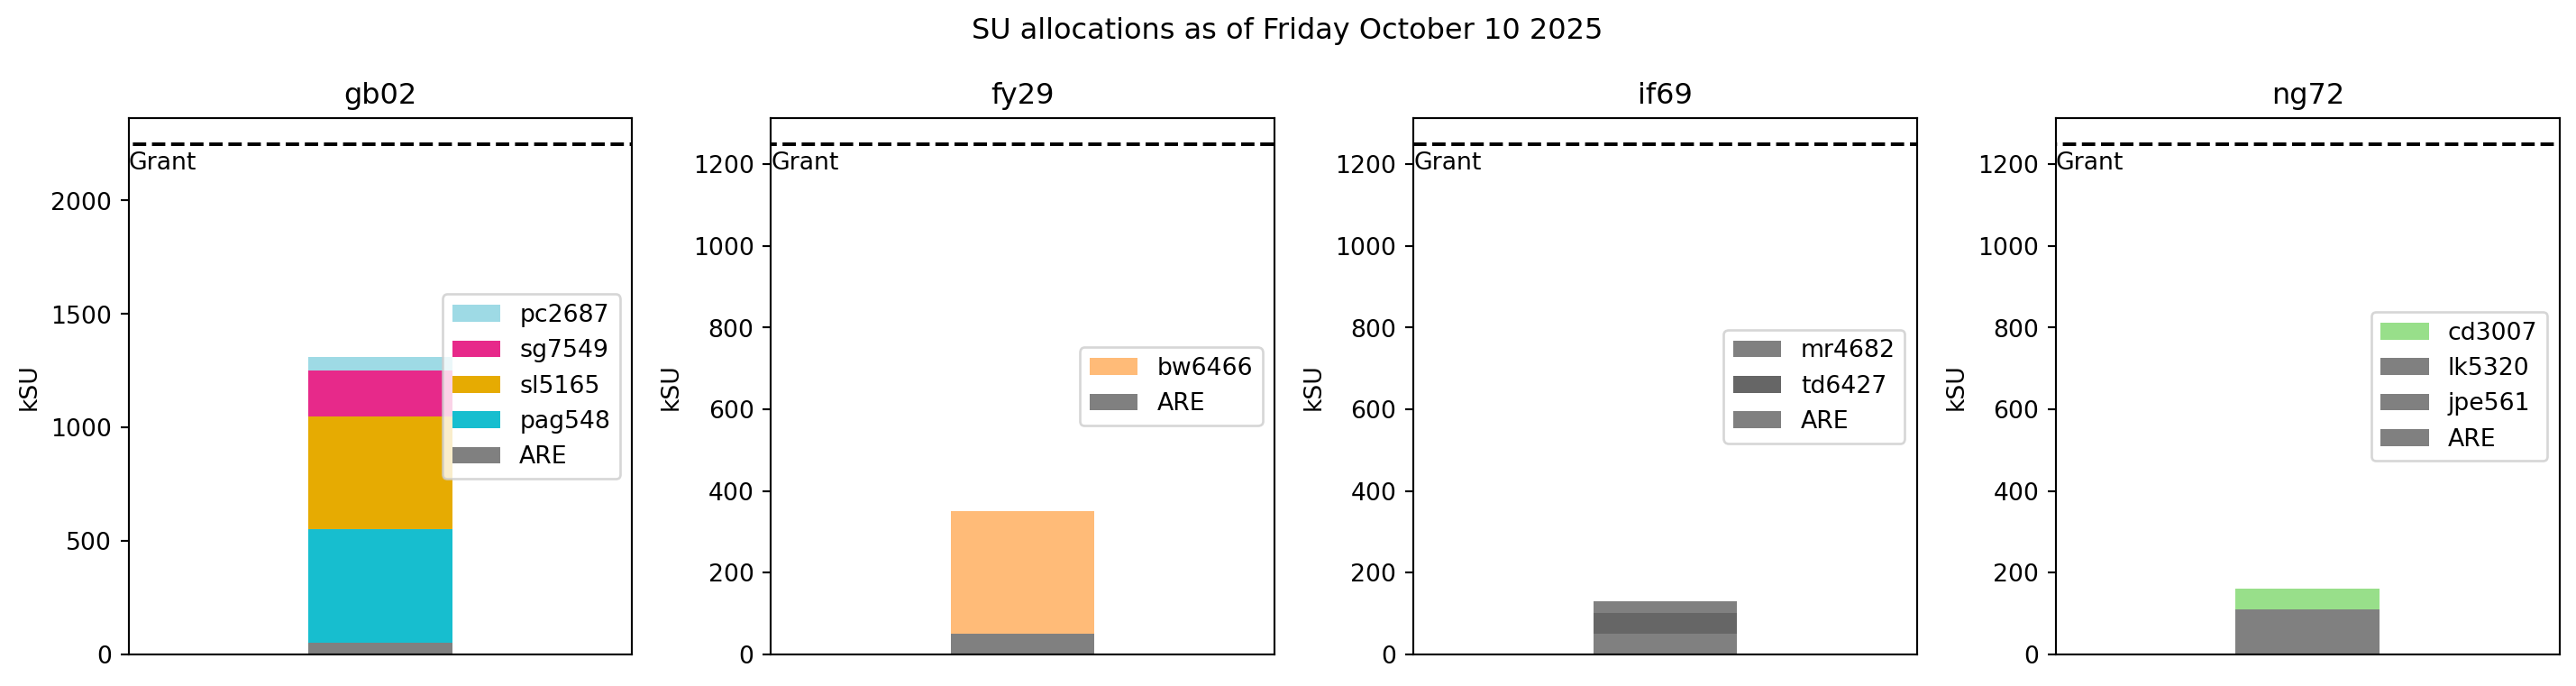 SU allocations as of Friday October 10 2025
gb02
kSU
2000
1500
1000
500
0
Grant
pc2687
sg7549
sl5165
pag548
ARE
fy29
kSU
1200
1000
800
600
400
200
0
Grant
bw6466
ARE
if69
kSU
1200
1000
800
600
400
200
0
Grant
mr4682
td6427
ARE
ng72
kSU
1200
1000
800
600
400
200
0
Grant
cd3007
lk5320
jpe561
ARE